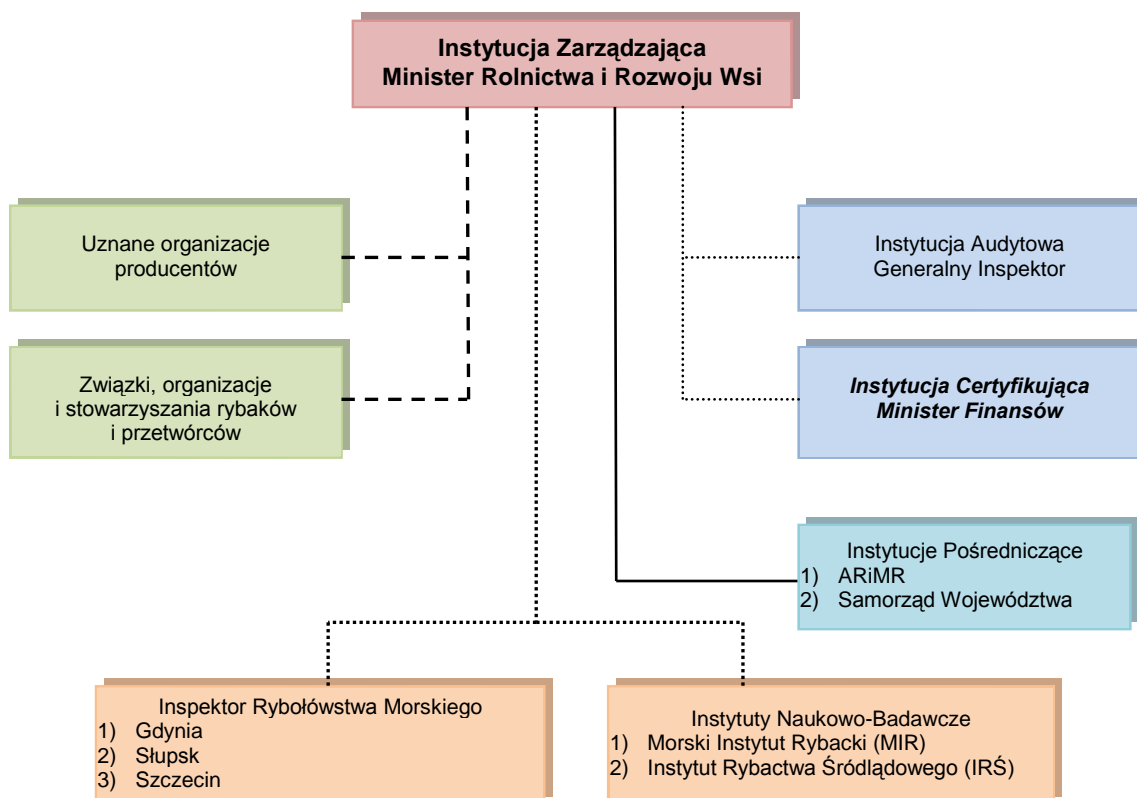 Instytucja Zarządzająca
Minister Rolnictwa i Rozwoju Wsi
Uznane organizacje
producentów
Instytucja Audytowa
Generalny Inspektor
Związki, organizacje
i stowarzyszania rybaków
i przetwórców
Instytucja Certyfikująca
Minister Finansów
Instytucje Pośredniczące
1) ARiMR
2) Samorząd Województwa
Inspektor Rybołówstwa Morskiego
1) Gdynia
2) Słupsk
3) Szczecin
Instytuty Naukowo-Badawcze
1) Morski Instytut Rybacki (MIR)
2) Instytut Rybactwa Śródlądowego (IRŚ)